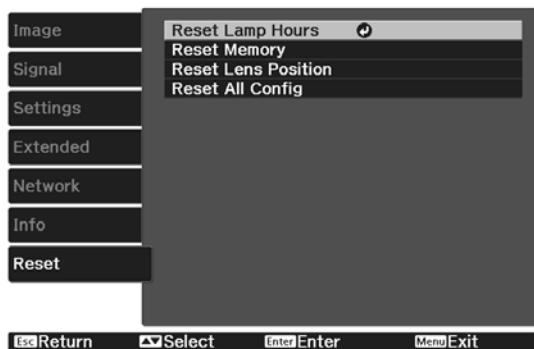 Image
Signal
Settings
Extended
Network
Info
Reset
Reset Lamp Hours
Reset Memory
Reset Lens Position
Reset All Config
Esc Return Select Enter Enter Menu Exit